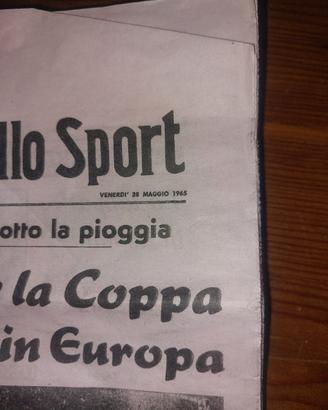 llo Sport
VENERDI' 28 MAGGIO 1965
otto la pioggia
la Coppa
in Europa